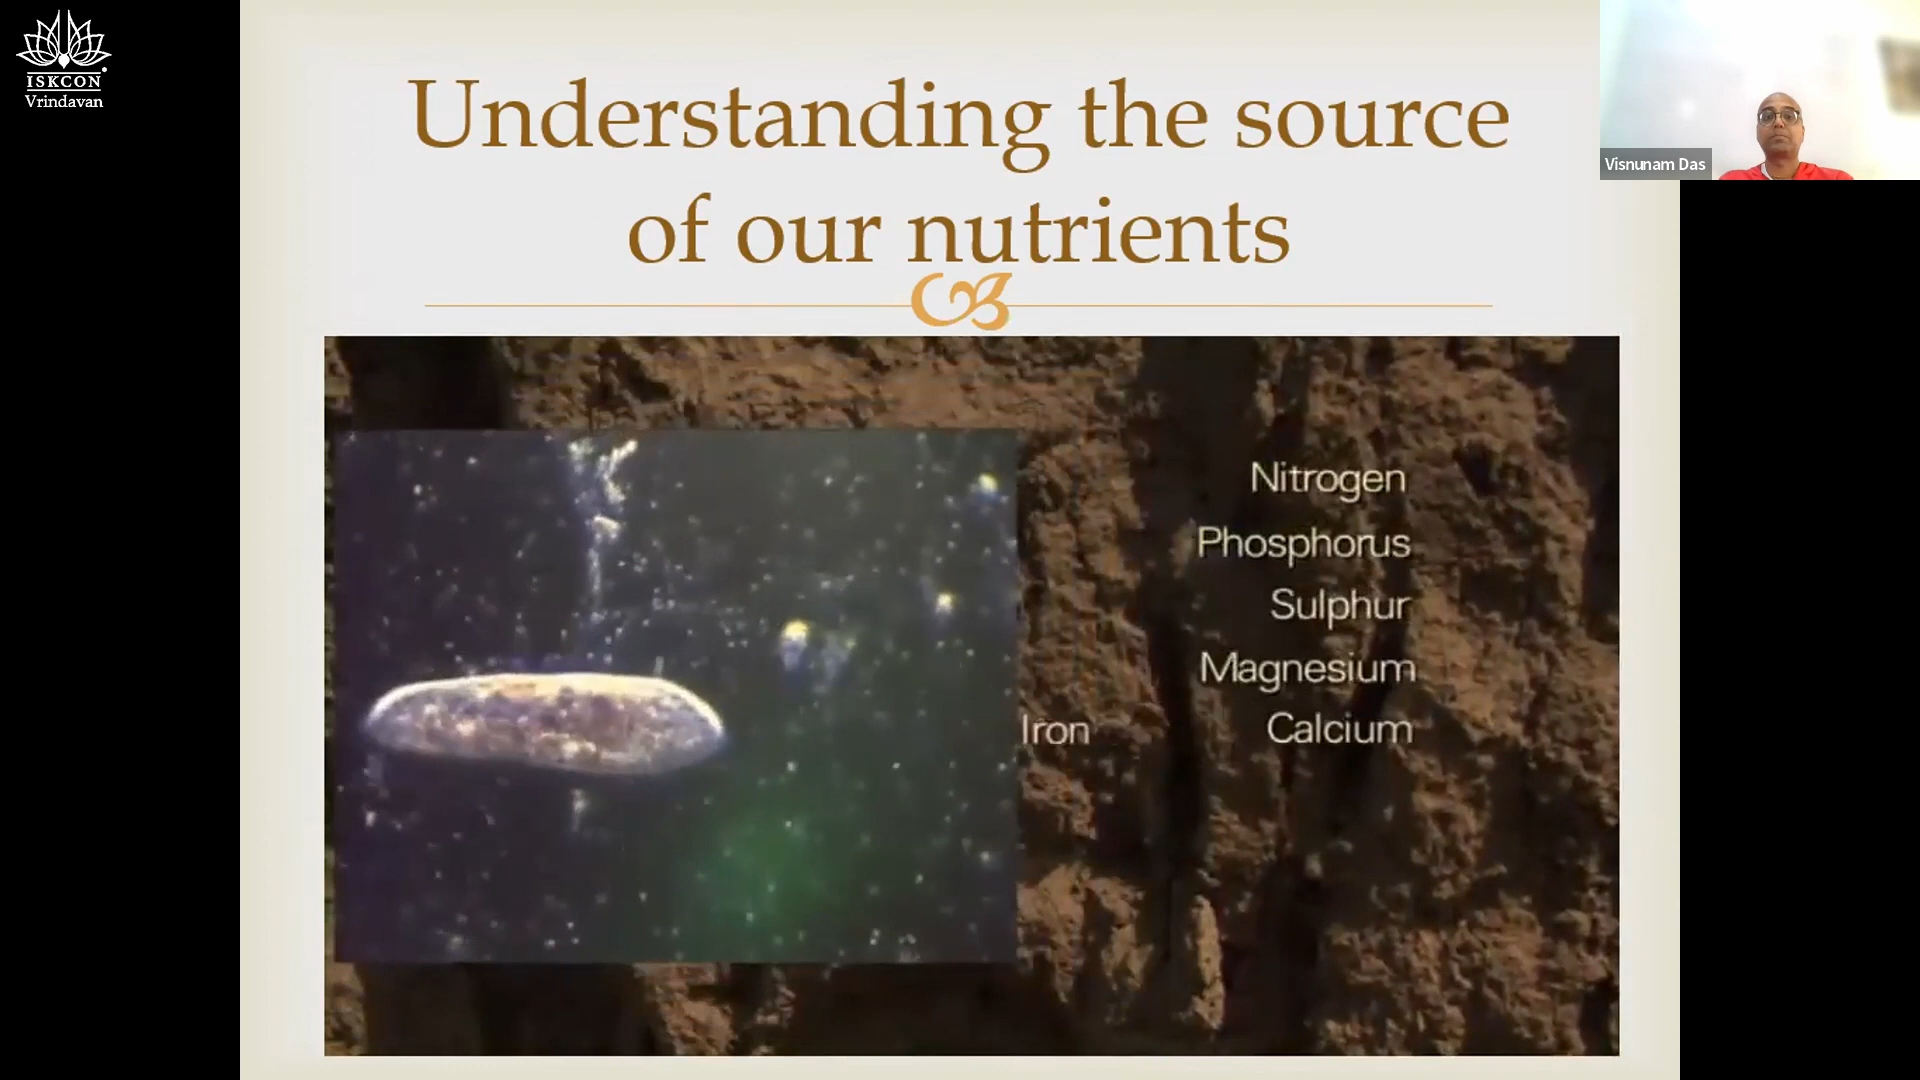 ISKCON
Vrindavan
Understanding the source
of our nutrients
Visnunam Das
Nitrogen
Phosphorus
Sulphur
Magnesium
Iron
Calcium